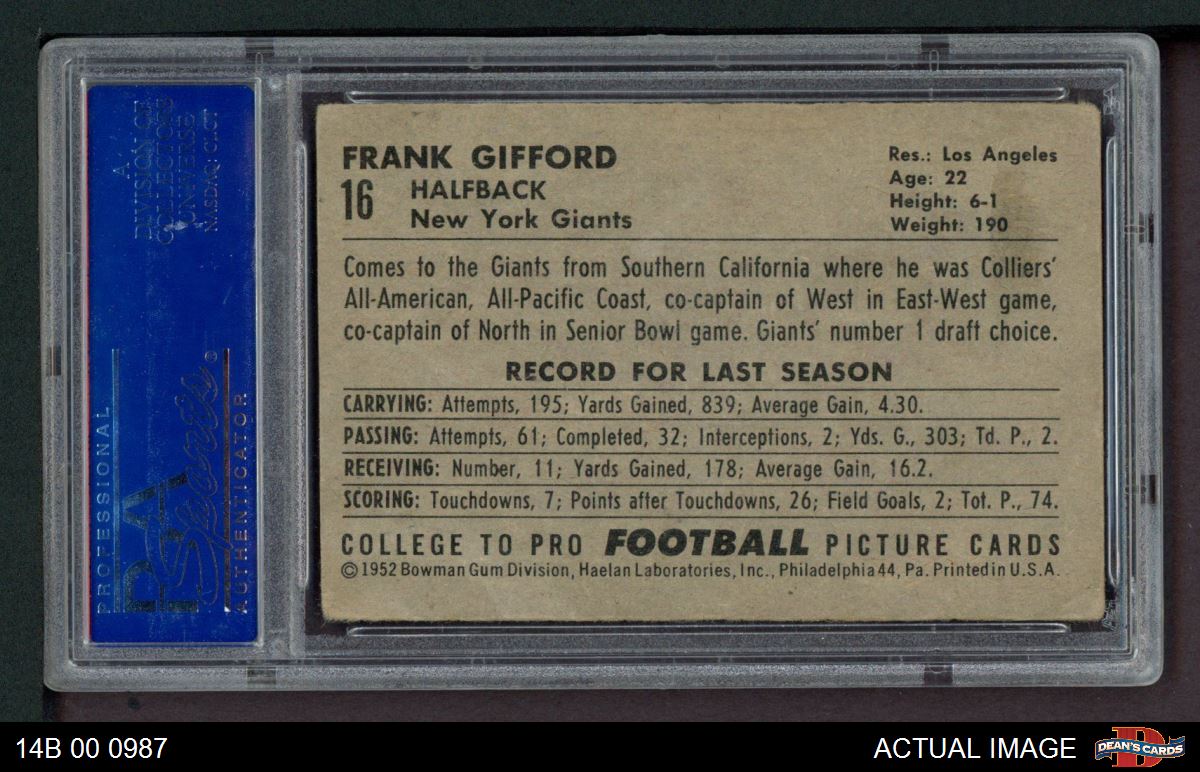 A
DIVISION OF
COLLECTORS
UNIVERSE
NASDAQ: CLCT
PROFESSIONAL
PSA
Sports®
AUTHENTICATOR
FRANK GIFFORD
16
HALFBACK
New York Giants
Res.: Los Angeles
Age: 22
Height: 6-1
Weight: 190
Comes to the Giants from Southern California where he was Colliers'
All-American, All-Pacific Coast, co-captain of West in East-West game,
co-captain of North in Senior Bowl game. Giants' number 1 draft choice.
RECORD FOR LAST SEASON
CARRYING: Attempts, 195; Yards Gained, 839; Average Gain, 4.30.
PASSING: Attempts, 61; Completed, 32; Interceptions, 2; Yds. G., 303; Td. P., 2.
RECEIVING: Number, 11; Yards Gained, 178; Average Gain, 16.2.
SCORING: Touchdowns, 7; Points after Touchdowns, 26; Field Goals, 2; Tot. P., 74.
COLLEGE TO PRO FOOTBALL PICTURE CARDS
©1952 Bowman Gum Division, Haelan Laboratories, Inc., Philadelphia 44, Pa. Printed in U.S.A.
14B 00 0987
ACTUAL IMAGE
D
DEAN'S CARDS